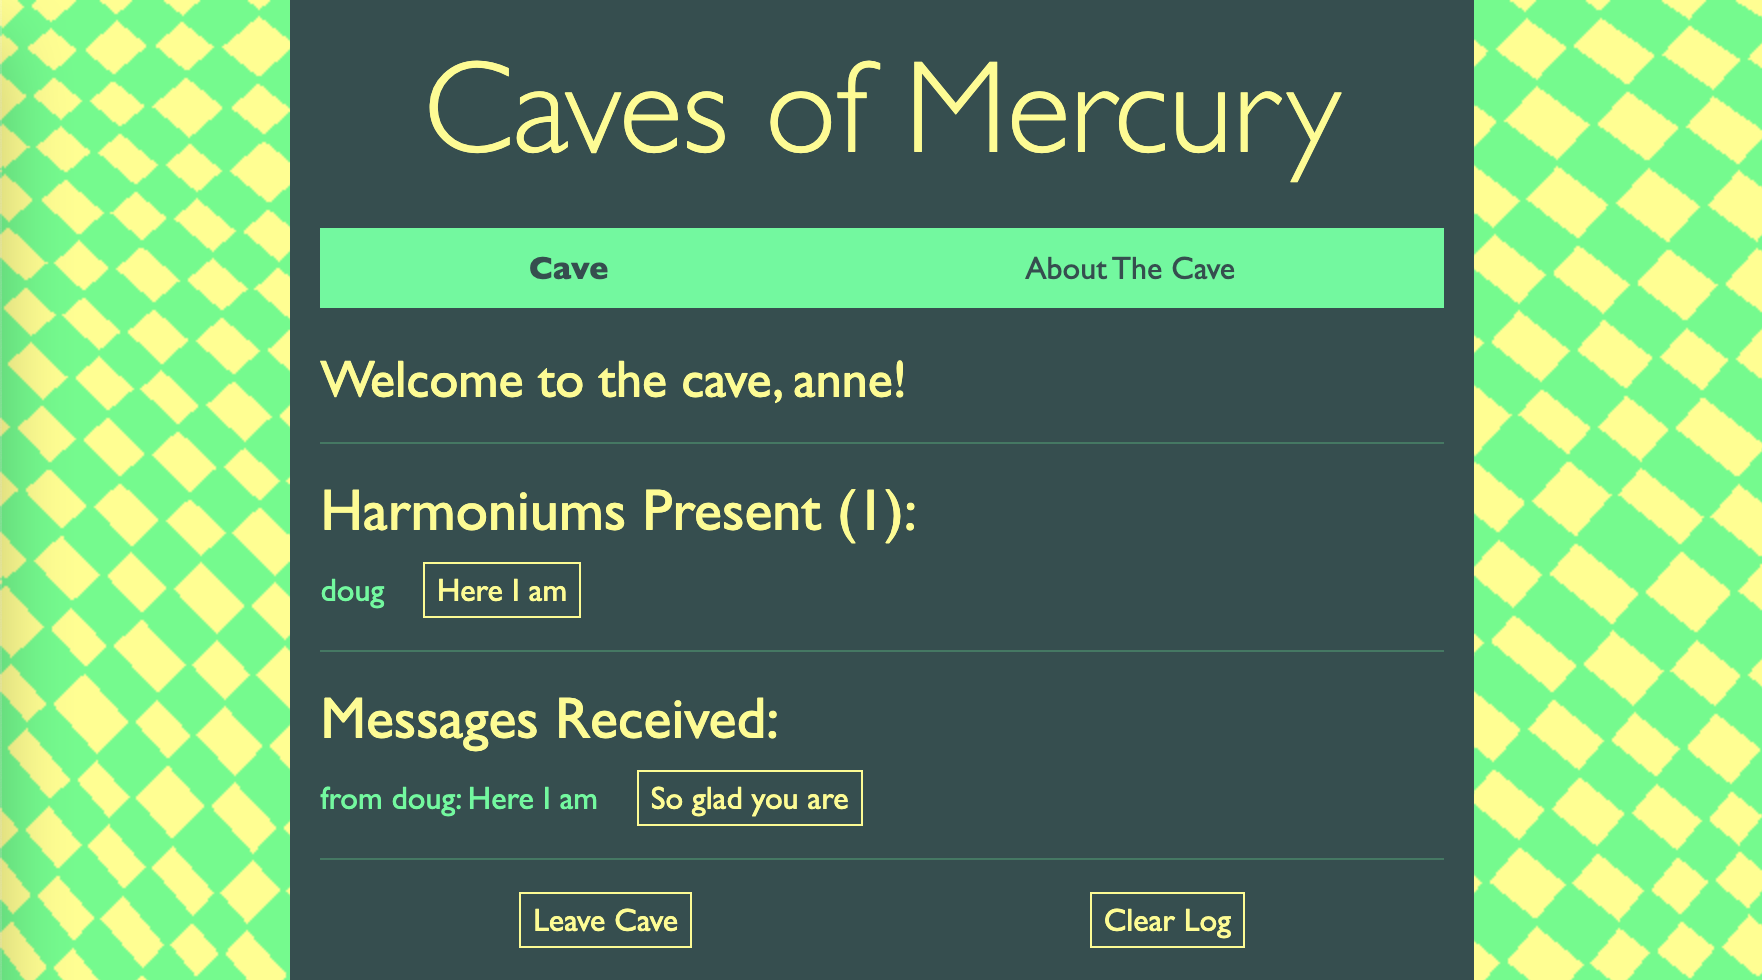 Caves of Mercury
Cave About The Cave
Welcome to the cave, anne!
Harmoniums Present (1):
doug Here I am
Messages Received:
from doug: Here I am So glad you are
Leave Cave Clear Log